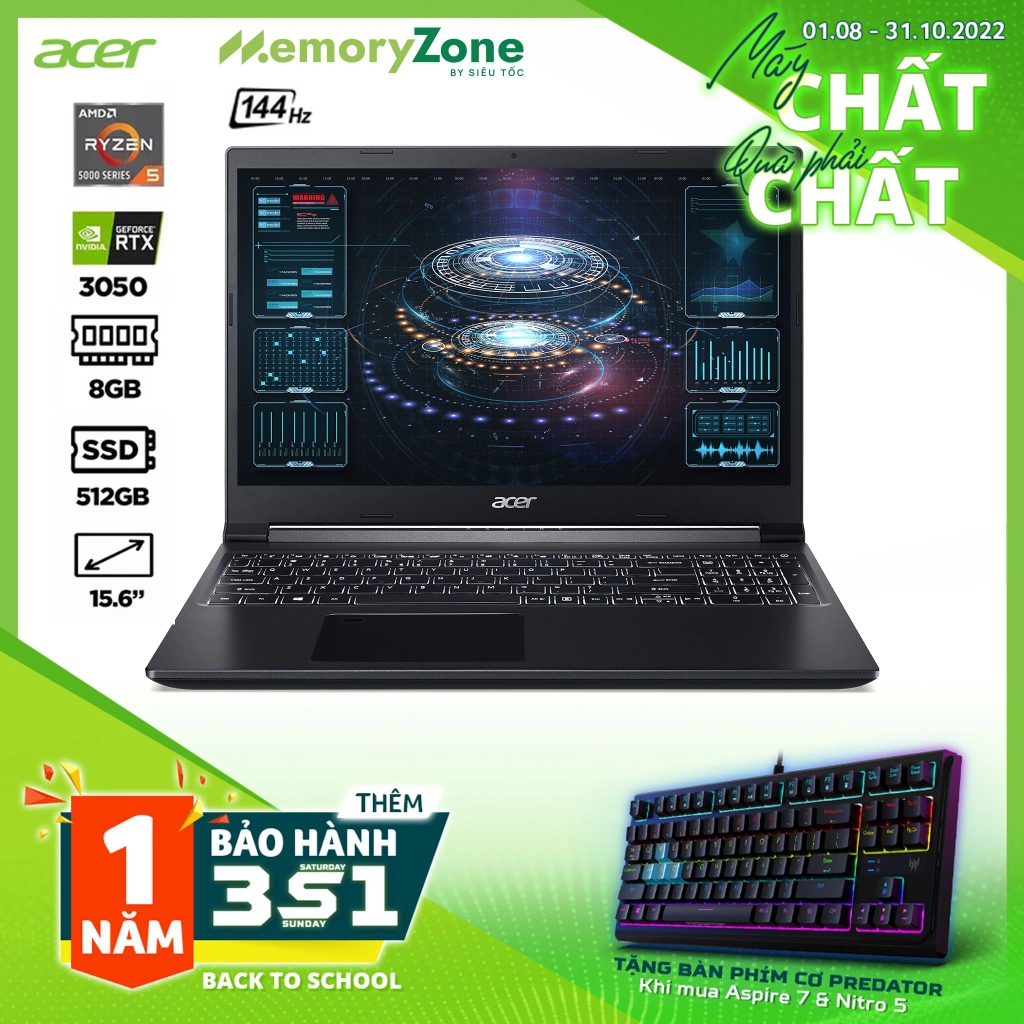 acer
MemoryZone
BY SIÊU TỐC
01.08 - 31.10.2022
Máy
CHẤT
Quà phải
CHẤT
AMD
RYZEN
5000 SERIES 5
144Hz
NVIDIA
GEFORCE
RTX
3050
8GB
SSD
512GB
15.6”
WARNING
acer
ASPIRE
THÊM
1
NĂM
BẢO HÀNH
3S1
SATURDAY
SUNDAY
BACK TO SCHOOL
TẶNG BÀN PHÍM CƠ PREDATOR
Khi mua Aspire 7 & Nitro 5